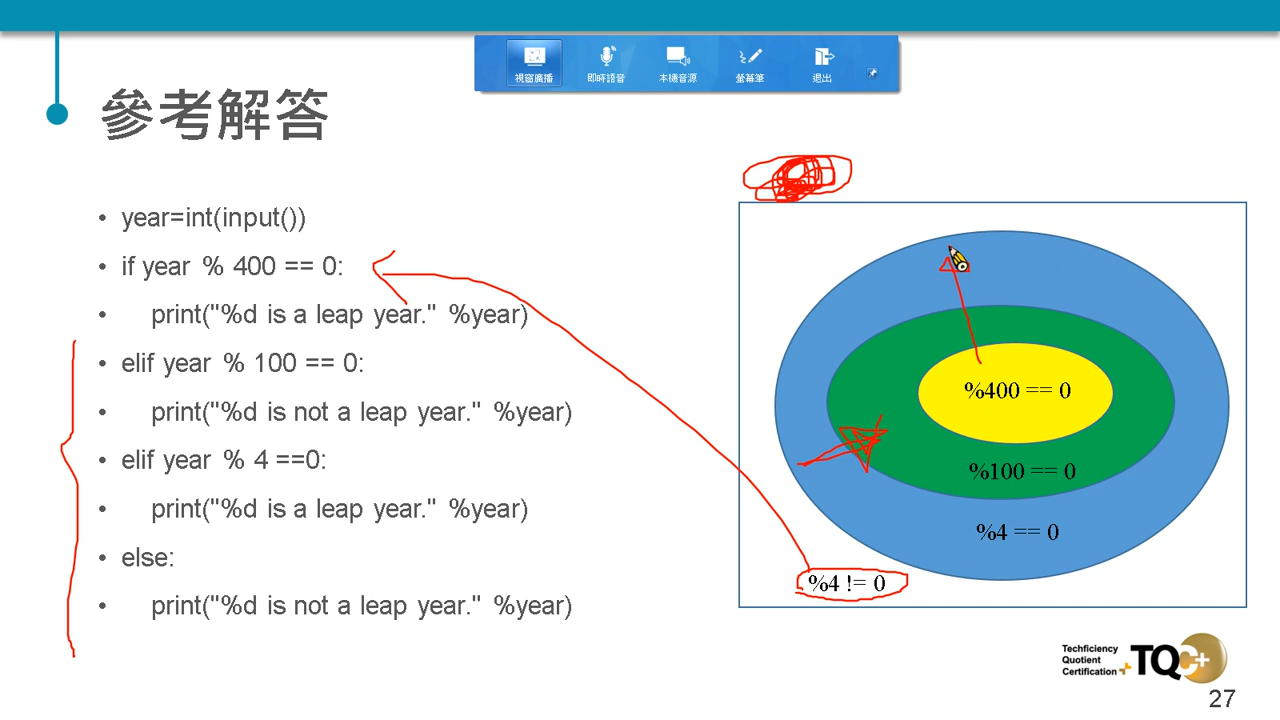 視窗廣播 即時語音 本機音源 螢幕筆 退出
參考解答
• year=int(input())
• if year % 400 == 0:
• print("%d is a leap year." %year)
• elif year % 100 == 0:
• print("%d is not a leap year." %year)
• elif year % 4 ==0:
• print("%d is a leap year." %year)
• else:
• print("%d is not a leap year." %year)
%400 == 0
%100 == 0
%4 == 0
%4 != 0
Techficiency
Quotient
Certification
TQC+
27